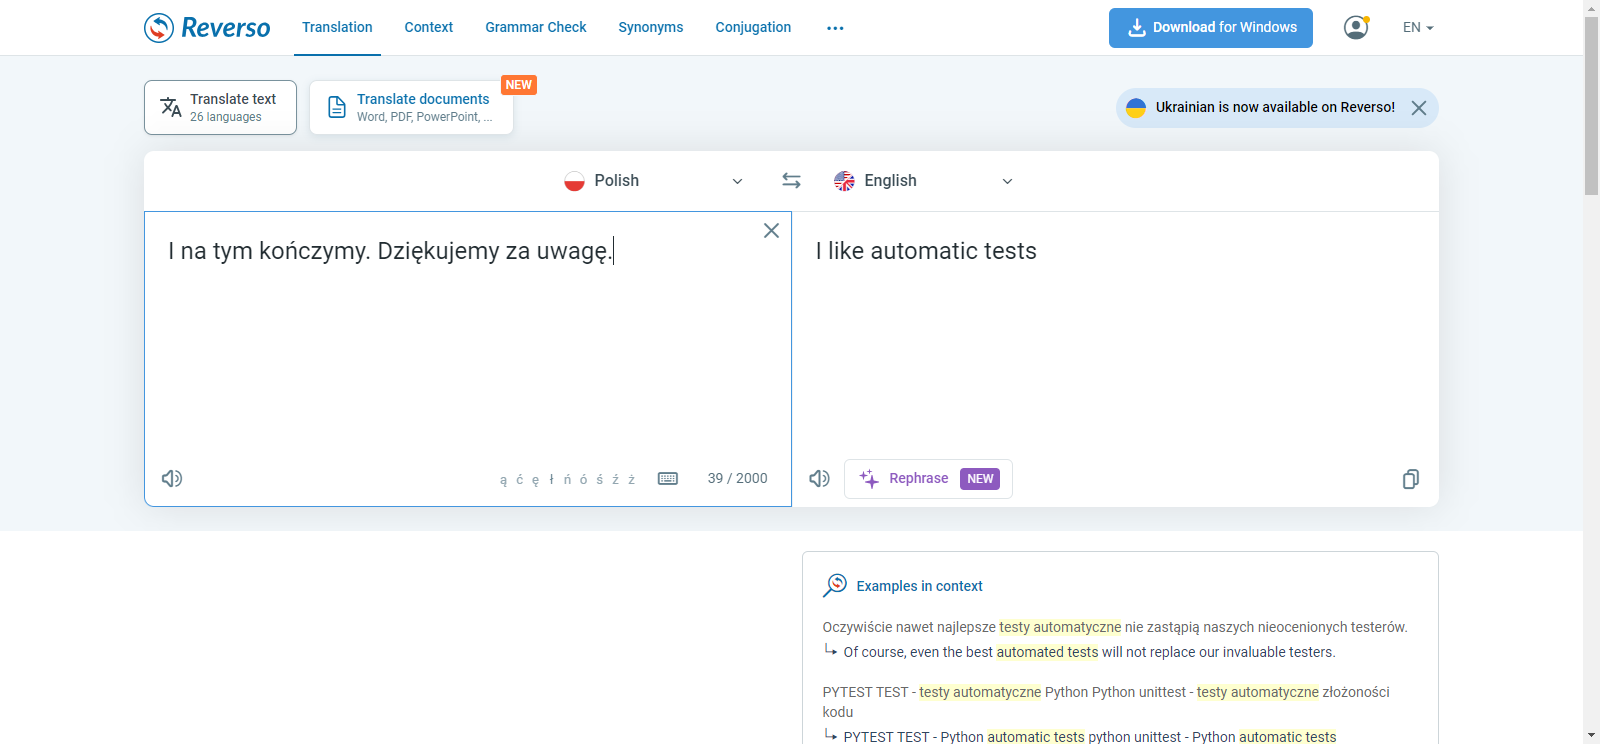 Reverso Translation Context Grammar Check Synonyms Conjugation ••• Download for Windows EN
Translate text
26 languages
Translate documents
Word, PDF, PowerPoint, ...
NEW
Ukrainian is now available on Reverso!
Polish English
I na tym kończymy. Dziękujemy za uwagę.
I like automatic tests
ą ć ę ł ń ó ś ź ż 39 / 2000
Rephrase NEW
Examples in context
Oczywiście nawet najlepsze testy automatyczne nie zastąpią naszych nieocenionych testerów.
Of course, even the best automated tests will not replace our invaluable testers.
PYTEST TEST - testy automatyczne Python Python unittest - testy automatyczne złożoności
kodu
PYTEST TEST - Python automatic tests python unittest - Python automatic tests